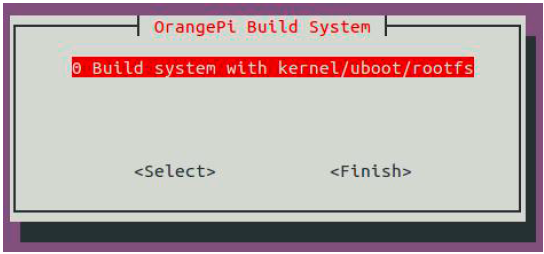 OrangePi Build System
0 Build system with kernel/uboot/rootfs
<Select> <Finish>